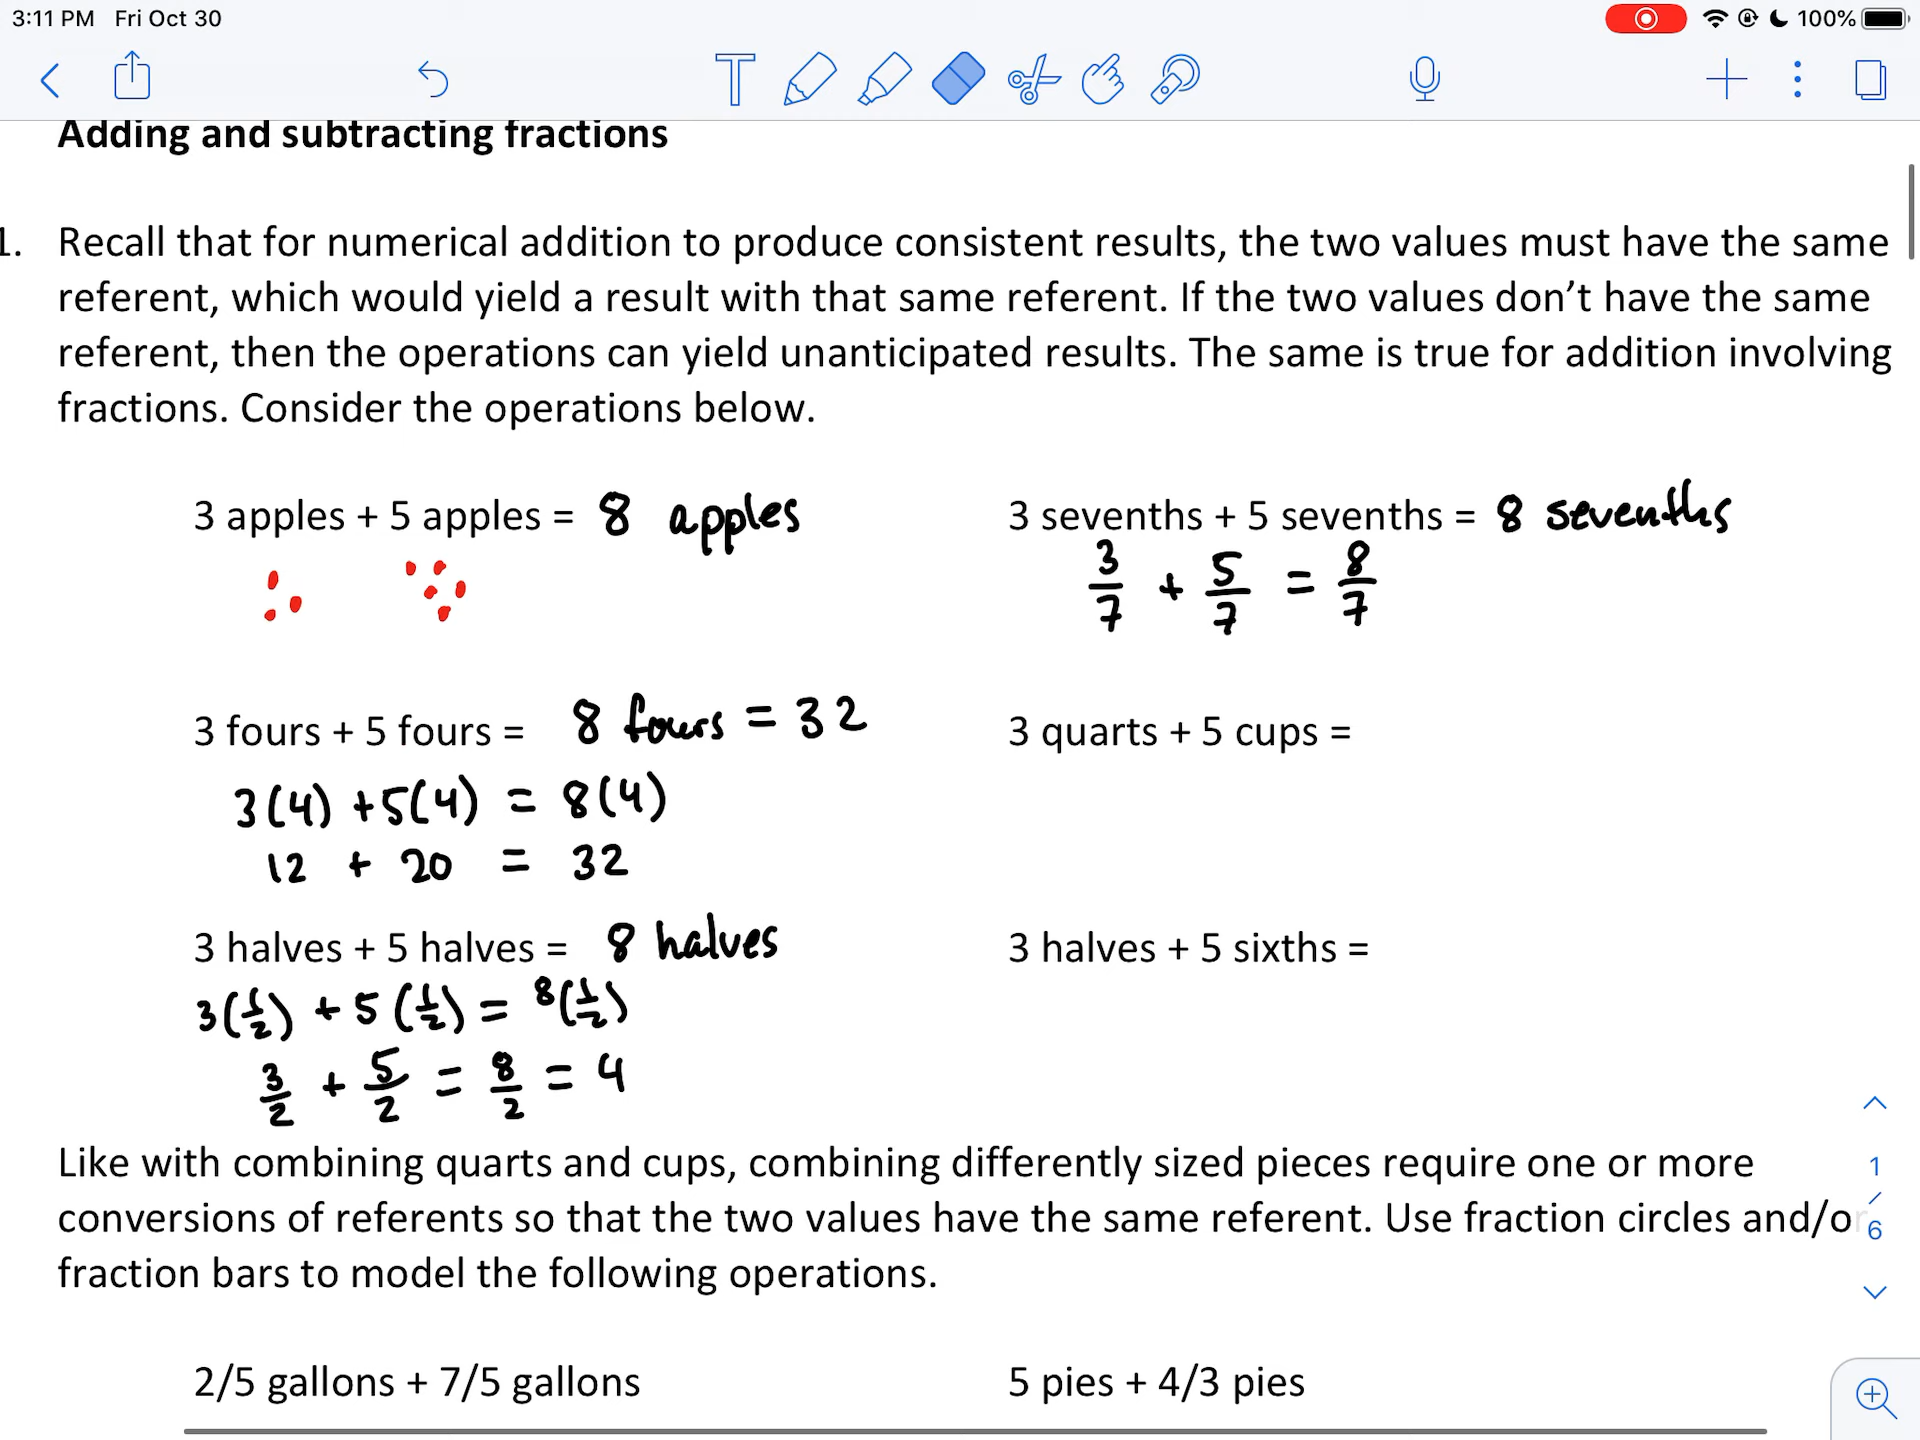 3:11 PM Fri Oct 30 100%
Adding and subtracting fractions
1. Recall that for numerical addition to produce consistent results, the two values must have the same
referent, which would yield a result with that same referent. If the two values don’t have the same
referent, then the operations can yield unanticipated results. The same is true for addition involving
fractions. Consider the operations below.
3 apples + 5 apples = 8 apples
3 sevenths + 5 sevenths = 8 sevenths
3/7 + 5/7 = 8/7
3 fours + 5 fours = 8 fours = 32
3(4) + 5(4) = 8(4)
12 + 20 = 32
3 quarts + 5 cups =
3 halves + 5 halves = 8 halves
3(1/2) + 5(1/2) = 8(1/2)
3/2 + 5/2 = 8/2 = 4
3 halves + 5 sixths =
Like with combining quarts and cups, combining differently sized pieces require one or more
conversions of referents so that the two values have the same referent. Use fraction circles and/or
fraction bars to model the following operations.
2/5 gallons + 7/5 gallons
5 pies + 4/3 pies
1/6